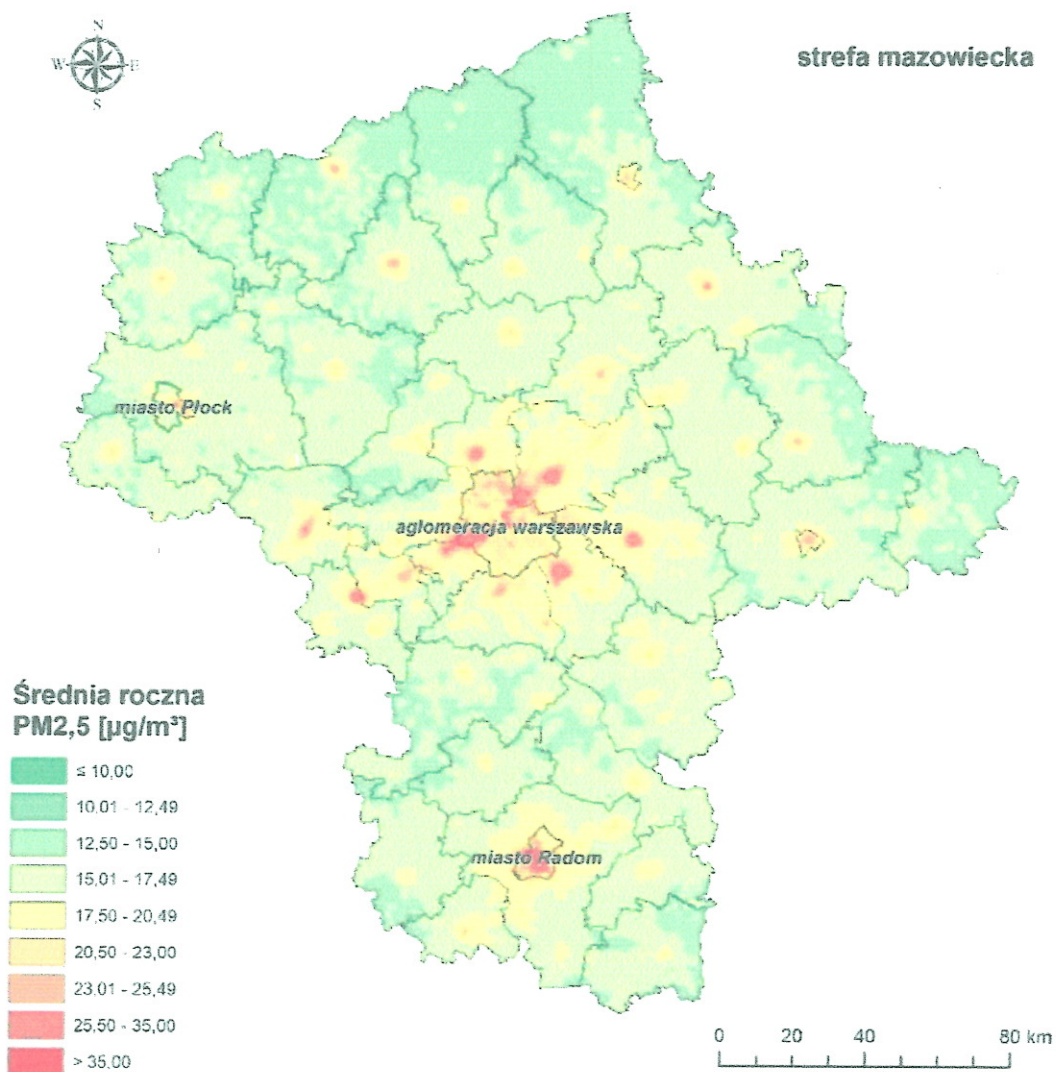 N
W E
S
strefa mazowiecka
miasto Płock
aglomeracja warszawska
miasto Radom
Średnia roczna
PM2,5 [µg/m³]
≤ 10,00
10,01 - 12,49
12,50 - 15,00
15,01 - 17,49
17,50 - 20,49
20,50 - 23,00
23,01 - 25,49
25,50 - 35,00
> 35,00
0 20 40 80 km